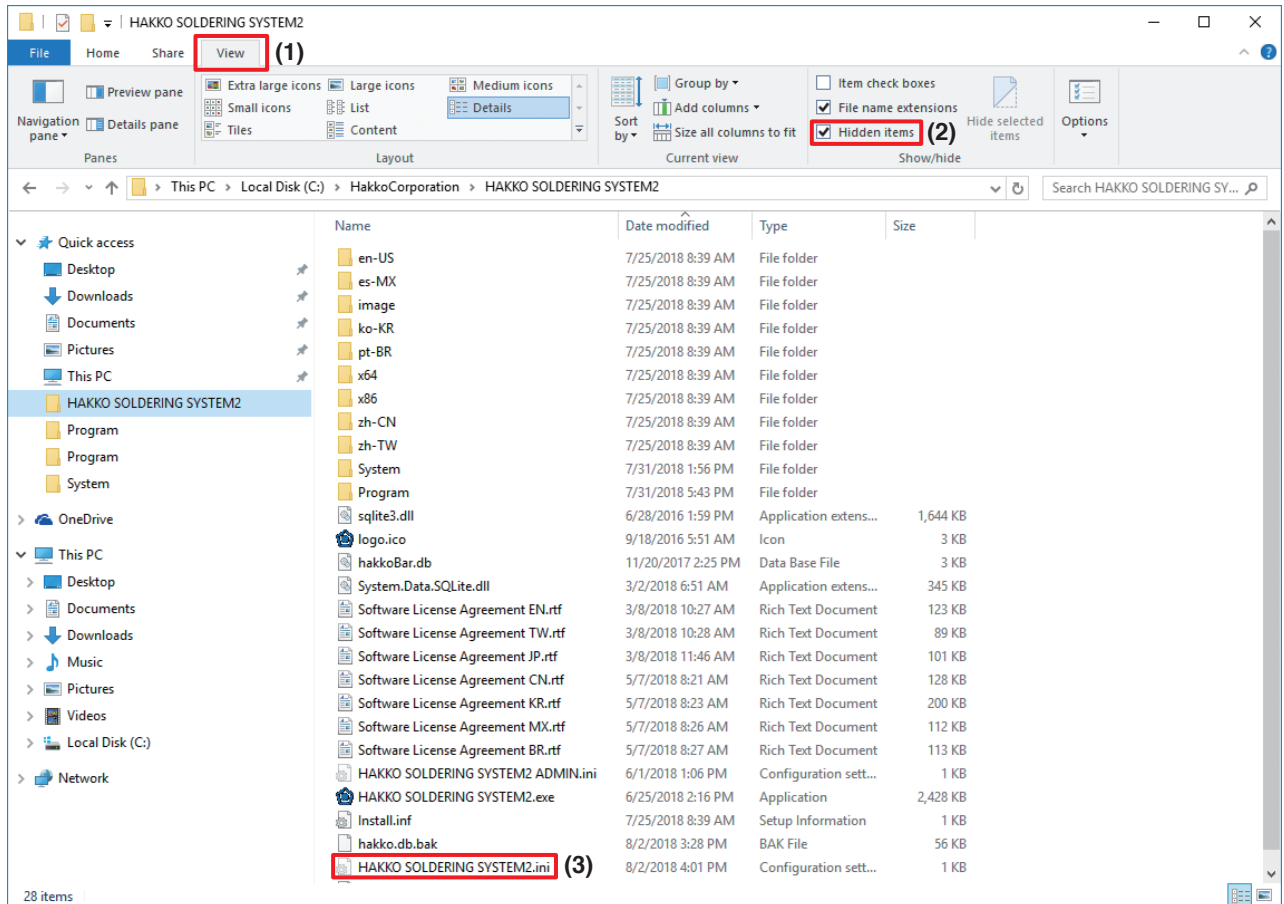 HAKKO SOLDERING SYSTEM2
File Home Share View (1)
Preview pane
Details pane
Navigation pane
Panes
Extra large icons Large icons Medium icons
Small icons List Details
Tiles Content
Layout
Sort by
Group by
Add columns
Size all columns to fit
Current view
Item check boxes
File name extensions
Hidden items (2)
Hide selected items
Show/hide
Options
This PC > Local Disk (C:) > HakkoCorporation > HAKKO SOLDERING SYSTEM2
Search HAKKO SOLDERING SY...
Quick access
Desktop
Downloads
Documents
Pictures
This PC
HAKKO SOLDERING SYSTEM2
Program
Program
System
OneDrive
This PC
Desktop
Documents
Downloads
Music
Pictures
Videos
Local Disk (C:)
Network
Name Date modified Type Size
en-US 7/25/2018 8:39 AM File folder
es-MX 7/25/2018 8:39 AM File folder
image 7/25/2018 8:39 AM File folder
ko-KR 7/25/2018 8:39 AM File folder
pt-BR 7/25/2018 8:39 AM File folder
x64 7/25/2018 8:39 AM File folder
x86 7/25/2018 8:39 AM File folder
zh-CN 7/25/2018 8:39 AM File folder
zh-TW 7/25/2018 8:39 AM File folder
System 7/31/2018 1:56 PM File folder
Program 7/31/2018 5:43 PM File folder
sqlite3.dll 6/28/2016 1:59 PM Application extens... 1,644 KB
logo.ico 9/18/2016 5:51 AM Icon 3 KB
hakkoBar.db 11/20/2017 2:25 PM Data Base File 3 KB
System.Data.SQLite.dll 3/2/2018 6:51 AM Application extens... 345 KB
Software License Agreement EN.rtf 3/8/2018 10:27 AM Rich Text Document 123 KB
Software License Agreement TW.rtf 3/8/2018 10:28 AM Rich Text Document 89 KB
Software License Agreement JP.rtf 3/8/2018 11:46 AM Rich Text Document 101 KB
Software License Agreement CN.rtf 5/7/2018 8:21 AM Rich Text Document 128 KB
Software License Agreement KR.rtf 5/7/2018 8:23 AM Rich Text Document 200 KB
Software License Agreement MX.rtf 5/7/2018 8:26 AM Rich Text Document 112 KB
Software License Agreement BR.rtf 5/7/2018 8:27 AM Rich Text Document 113 KB
HAKKO SOLDERING SYSTEM2 ADMIN.ini 6/1/2018 1:06 PM Configuration sett... 1 KB
HAKKO SOLDERING SYSTEM2.exe 6/25/2018 2:16 PM Application 2,428 KB
Install.inf 7/25/2018 8:39 AM Setup Information 1 KB
hakko.db.bak 8/2/2018 3:28 PM BAK File 56 KB
HAKKO SOLDERING SYSTEM2.ini (3) 8/2/2018 4:01 PM Configuration sett... 1 KB
28 items